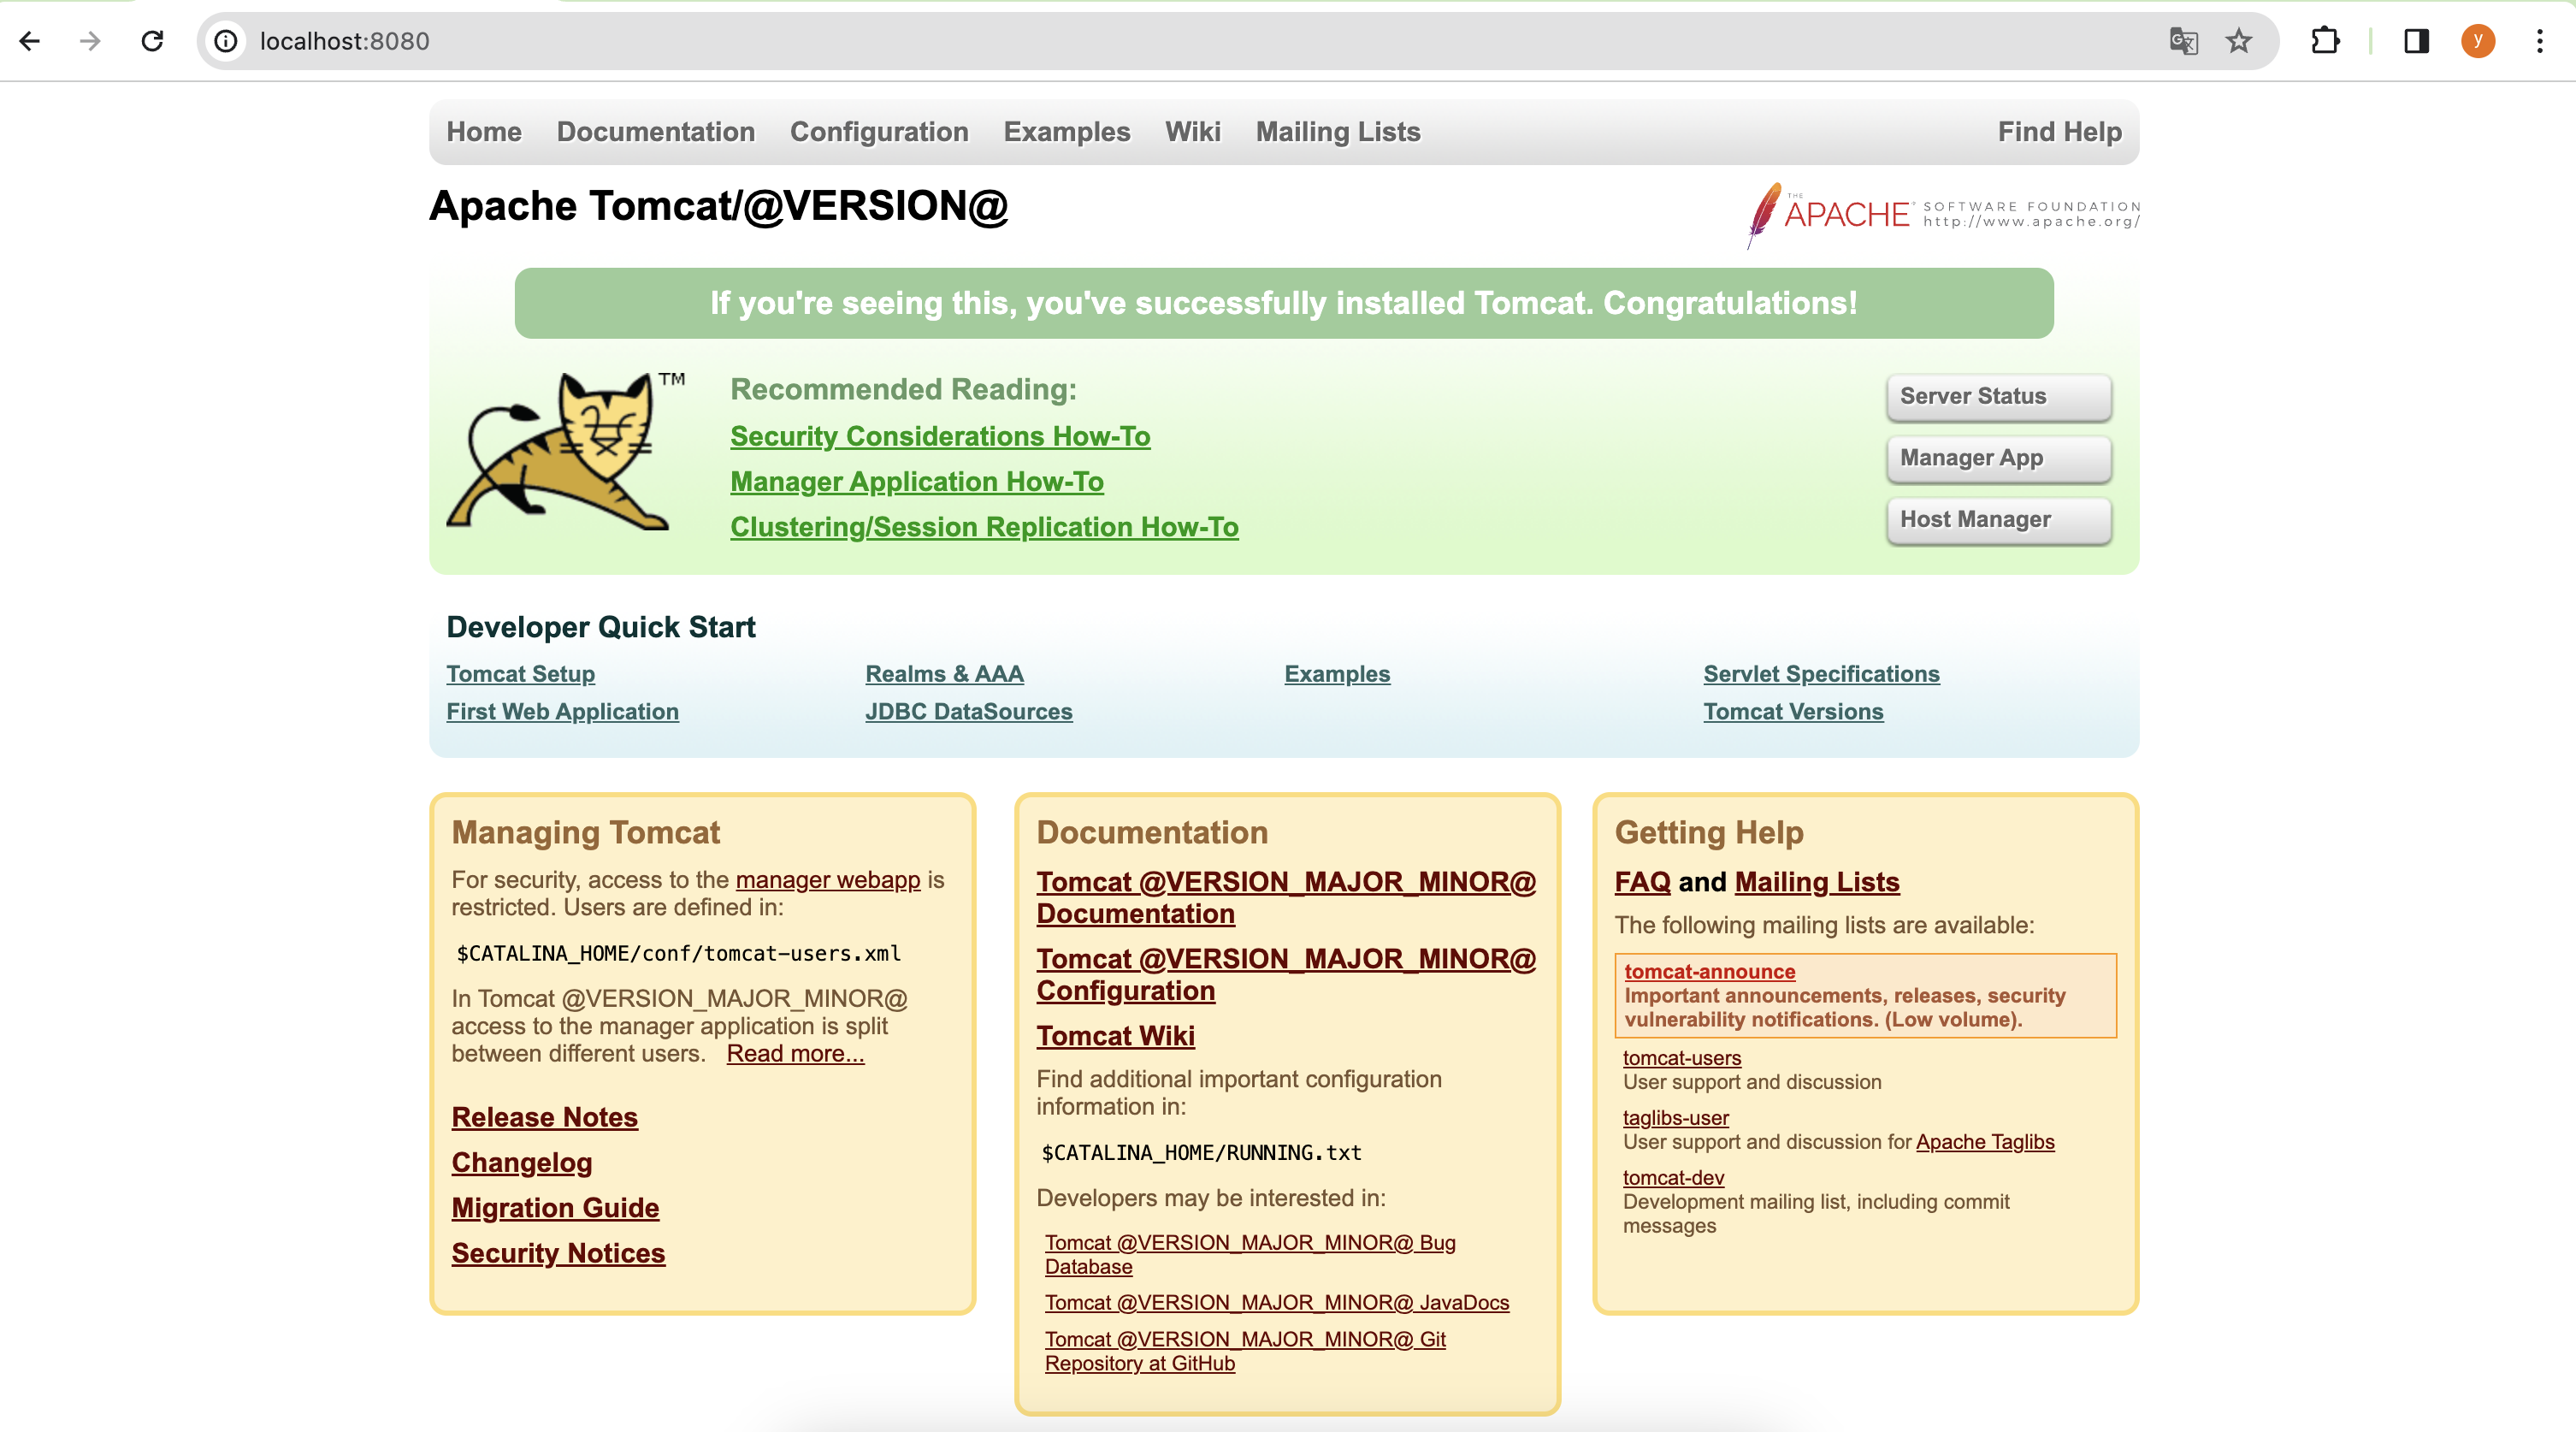 localhost:8080
y
Home Documentation Configuration Examples Wiki Mailing Lists Find Help
Apache Tomcat/@VERSION@
THE APACHE® SOFTWARE FOUNDATION
http://www.apache.org/
If you're seeing this, you've successfully installed Tomcat. Congratulations!
TM
Recommended Reading:
Security Considerations How-To
Manager Application How-To
Clustering/Session Replication How-To
Server Status
Manager App
Host Manager
Developer Quick Start
Tomcat Setup
First Web Application
Realms & AAA
JDBC DataSources
Examples
Servlet Specifications
Tomcat Versions
Managing Tomcat
For security, access to the manager webapp is
restricted. Users are defined in:
$CATALINA_HOME/conf/tomcat-users.xml
In Tomcat @VERSION_MAJOR_MINOR@
access to the manager application is split
between different users. Read more...
Release Notes
Changelog
Migration Guide
Security Notices
Documentation
Tomcat @VERSION_MAJOR_MINOR@
Documentation
Tomcat @VERSION_MAJOR_MINOR@
Configuration
Tomcat Wiki
Find additional important configuration
information in:
$CATALINA_HOME/RUNNING.txt
Developers may be interested in:
Tomcat @VERSION_MAJOR_MINOR@ Bug
Database
Tomcat @VERSION_MAJOR_MINOR@ JavaDocs
Tomcat @VERSION_MAJOR_MINOR@ Git
Repository at GitHub
Getting Help
FAQ and Mailing Lists
The following mailing lists are available:
tomcat-announce
Important announcements, releases, security
vulnerability notifications. (Low volume).
tomcat-users
User support and discussion
taglibs-user
User support and discussion for Apache Taglibs
tomcat-dev
Development mailing list, including commit
messages